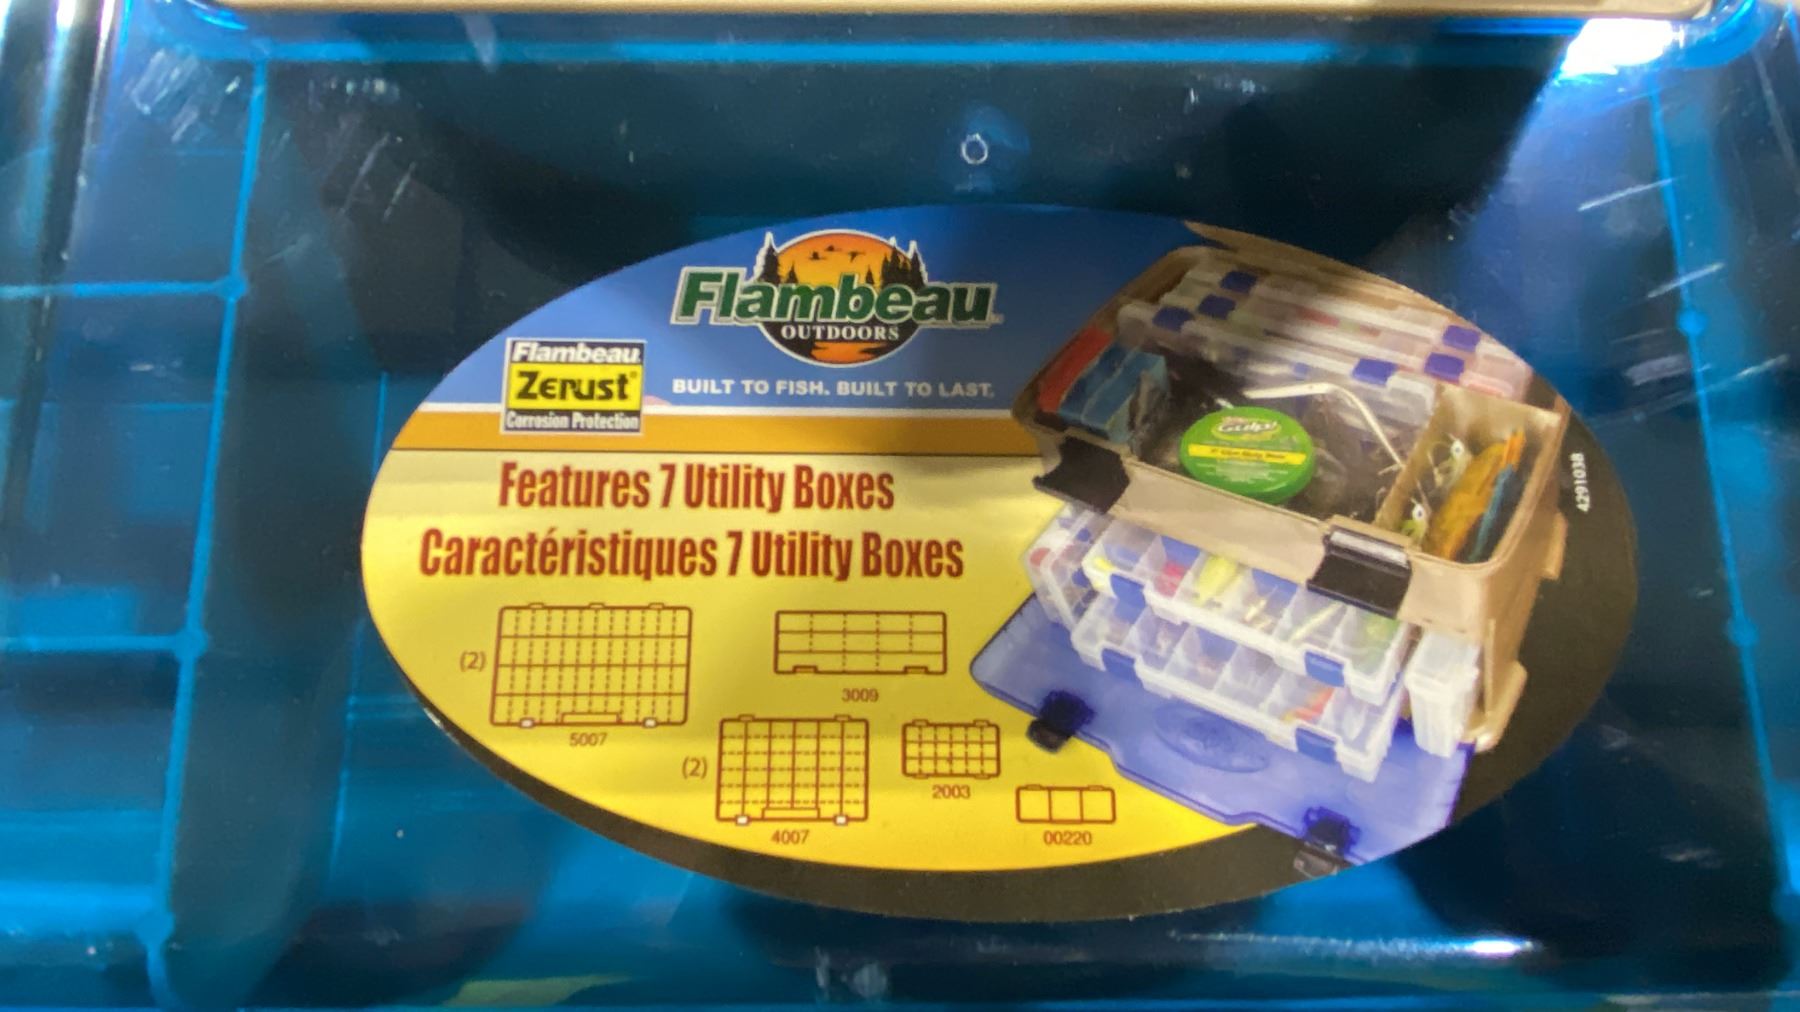 Flambeau
OUTDOORS
BUILT TO FISH. BUILT TO LAST.
Flambeau
ZERUST®
Corrosion Protection
Features 7 Utility Boxes
Caractéristiques 7 Utility Boxes
(2)
5007
3009
(2)
4007
2003
00220
4291038
Gulp!